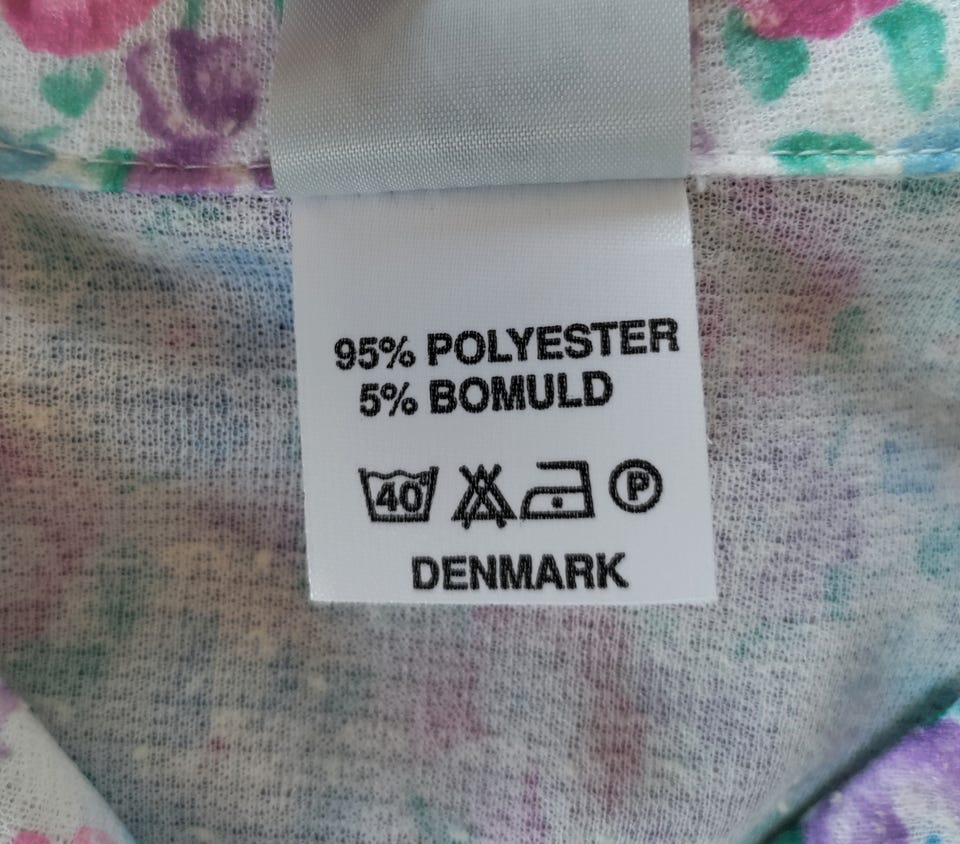 95% POLYESTER
5% BOMULD
40° P
DENMARK